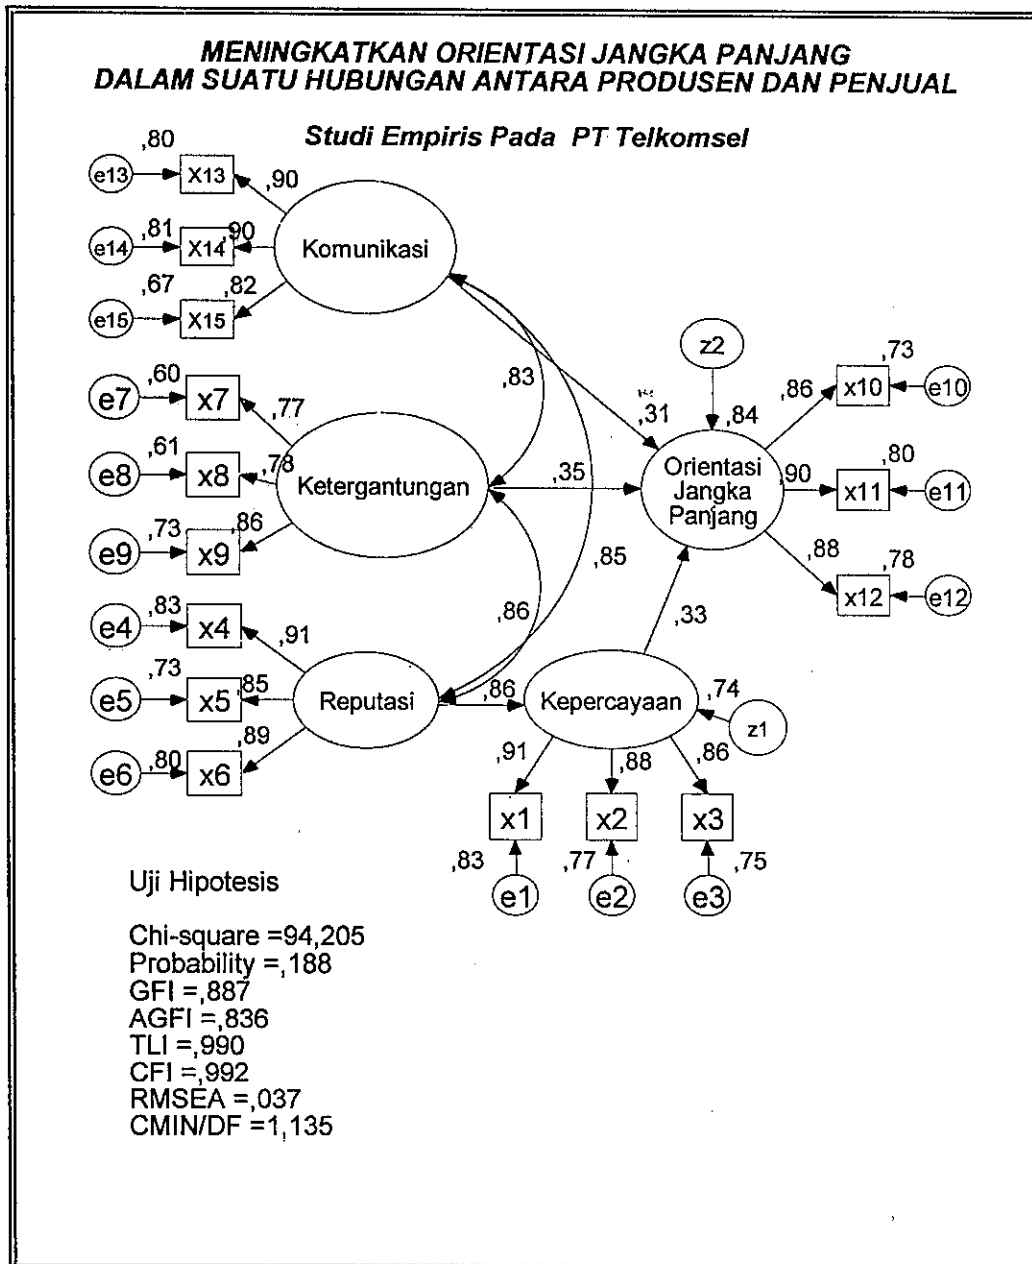 MENINGKATKAN ORIENTASI JANGKA PANJANG
DALAM SUATU HUBUNGAN ANTARA PRODUSEN DAN PENJUAL
Studi Empiris Pada PT Telkomsel
,80
e13
X13
,90
Komunikasi
,81
e14
X14
,90
,67
e15
X15
,82
,83
z2
,31
,84
,73
,86
x10
e10
,60
e7
x7
,77
Ketergantungan
,61
e8
x8
,78
,35
Orientasi
Jangka
Panjang
,90
,80
x11
e11
,73
e9
x9
,86
,85
,88
,78
x12
e12
,83
e4
x4
,91
,86
,33
,73
e5
x5
,85
Reputasi
,86
Kepercayaan
,74
z1
,80
e6
x6
,89
,91
,88
,86
x1
x2
x3
,83
,77
,75
e1
e2
e3
Uji Hipotesis
Chi-square =94,205
Probability =,188
GFI =,887
AGFI =,836
TLI =,990
CFI =,992
RMSEA =,037
CMIN/DF =1,135